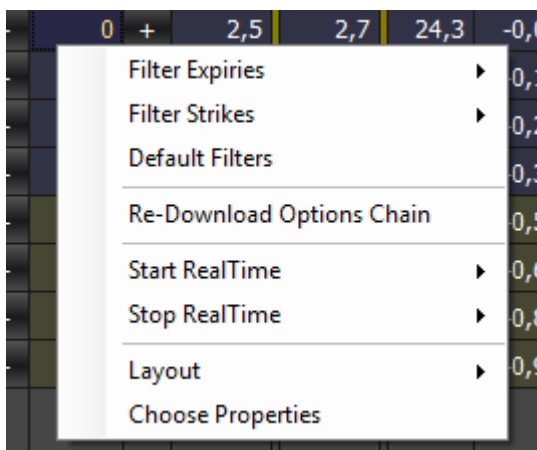 0 + 2,5 2,7 24,3 -0,
Filter Expiries
Filter Strikes
Default Filters
Re-Download Options Chain
Start RealTime
Stop RealTime
Layout
Choose Properties